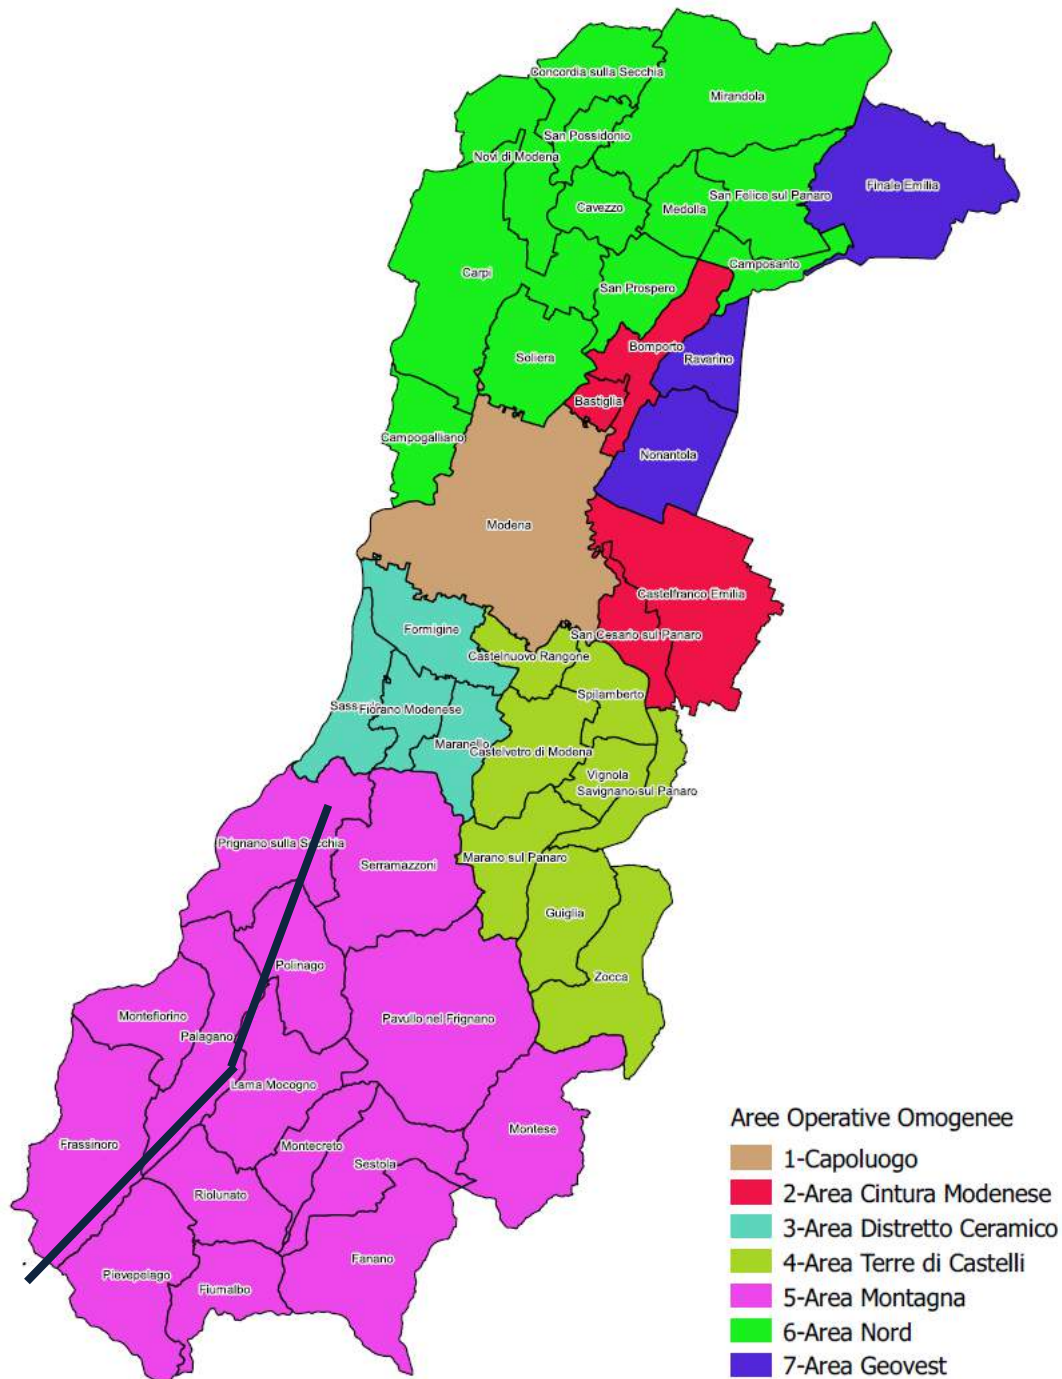 Concordia sulla Secchia
Mirandola
San Possidonio
Novi di Modena
Finale Emilia
San Felice sul Panaro
Cavezzo
Medolla
Camposanto
Carpi
San Prospero
Bomporto
Soliera
Ravarino
Bastiglia
Campogalliano
Nonantola
Modena
Castelfranco Emilia
Formigine
San Cesario sul Panaro
Castelnuovo Rangone
Spilamberto
Fiorano Modenese
Maranello
Castelvetro di Modena
Vignola
Savignano sul Panaro
Prignano sulla Secchia
Marano sul Panaro
Serramazzoni
Guiglia
Polinago
Zocca
Montefiorino
Pavullo nel Frignano
Palagano
Lama Mocogno
Montese
Frassinoro
Montecreto
Sestola
Riolunato
Fanano
Pievepelago
Fiumalbo
Aree Operative Omogenee
1-Capoluogo
2-Area Cintura Modenese
3-Area Distretto Ceramico
4-Area Terre di Castelli
5-Area Montagna
6-Area Nord
7-Area Geovest